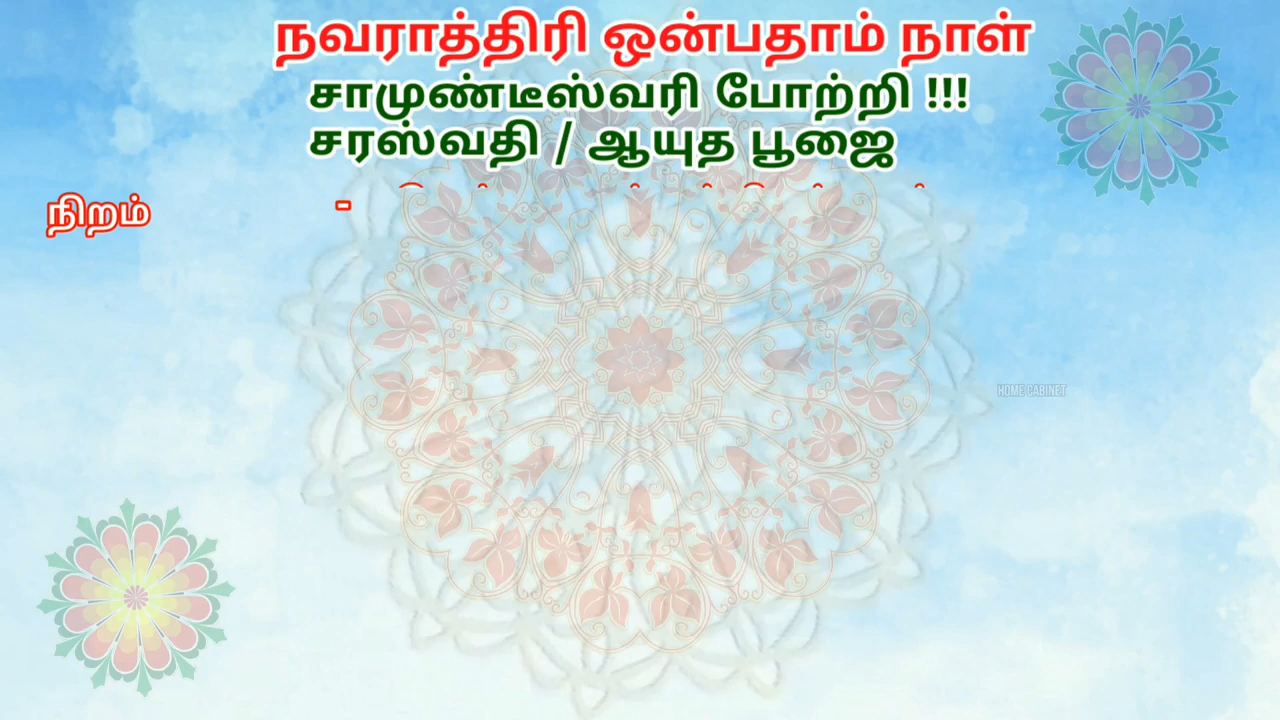 நவராத்திரி ஒன்பதாம் நாள்
சாமுண்டீஸ்வரி போற்றி !!!
சரஸ்வதி / ஆயுத பூஜை
நிறம் -
HOME CABINET